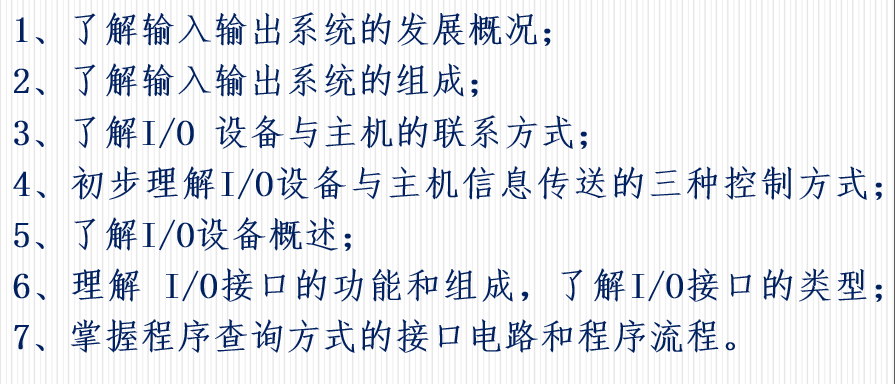 1、了解输入输出系统的发展概况；
2、了解输入输出系统的组成；
3、了解I/O 设备与主机的联系方式；
4、初步理解I/O设备与主机信息传送的三种控制方式；
5、了解I/O设备概述；
6、理解 I/O接口的功能和组成，了解I/O接口的类型；
7、掌握程序查询方式的接口电路和程序流程。